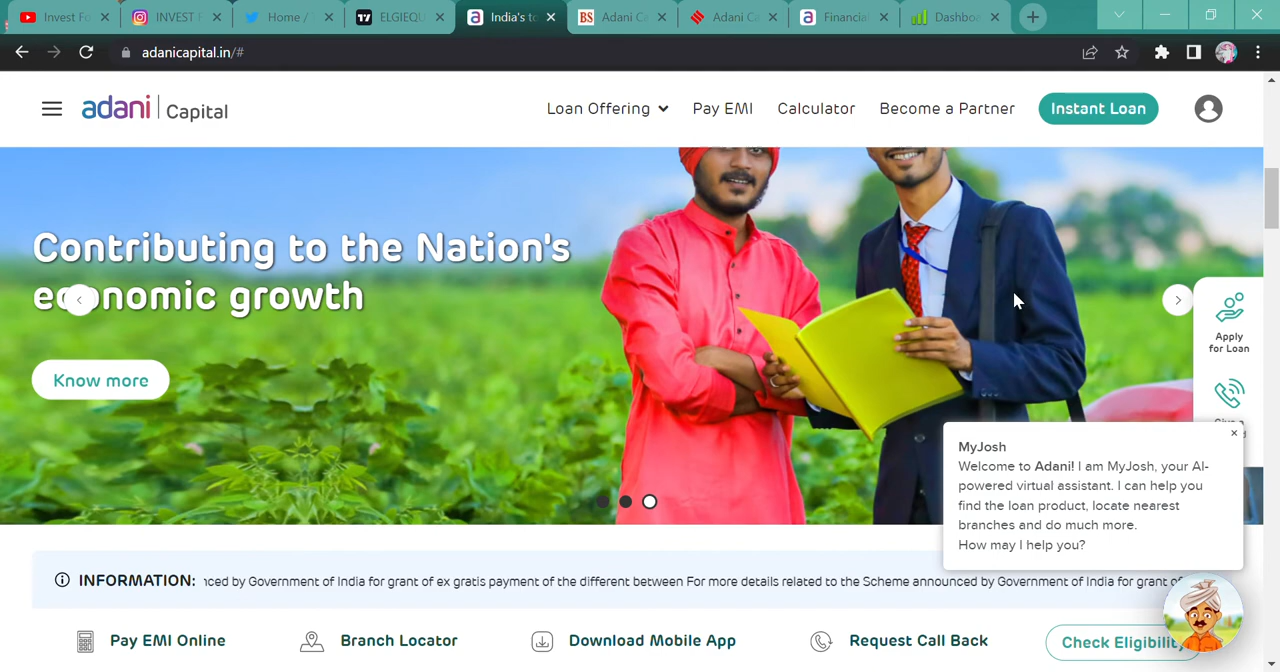 Invest Fo
INVEST F
Home /
ELGIEQU
India's to
BS
Adani Ca
Adani Ca
Financia
Dashbo
adanicapital.in/#
adani | Capital
Loan Offering
Pay EMI
Calculator
Become a Partner
Instant Loan
Contributing to the Nation's
economic growth
Know more
Apply
for Loan
MyJosh
Welcome to Adani! I am MyJosh, your AI-
powered virtual assistant. I can help you
find the loan product, locate nearest
branches and do much more.
How may I help you?
INFORMATION: nced by Government of India for grant of ex gratis payment of the different between For more details related to the Scheme announced by Government of India for grant of
Pay EMI Online
Branch Locator
Download Mobile App
Request Call Back
Check Eligibility